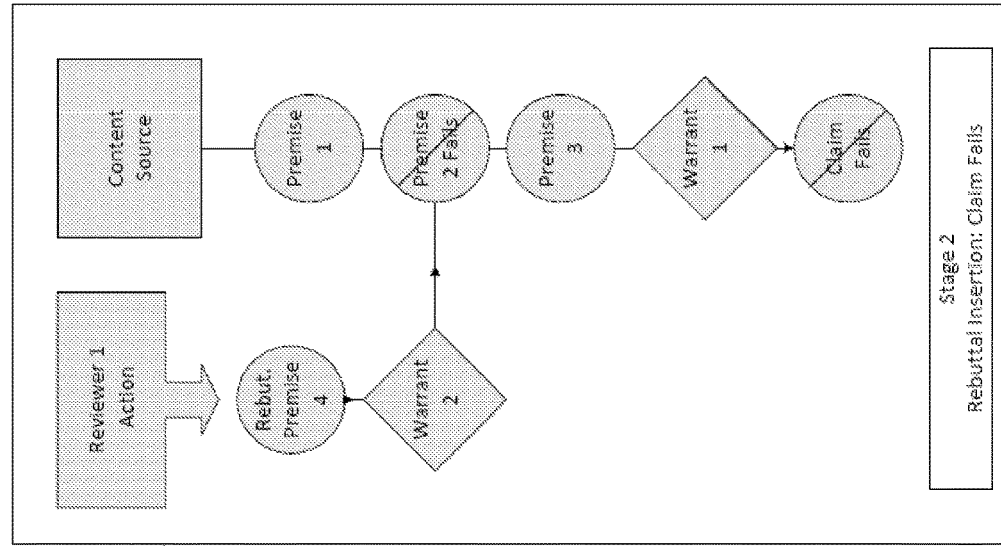 Reviewer 1
Action
Content
Source
Rebut.
Premise
4
Premise
1
Warrant
2
Premise
2 Fails
Premise
3
Warrant
1
Claim
Fails
Stage 2
Rebuttal Insertion: Claim Fails